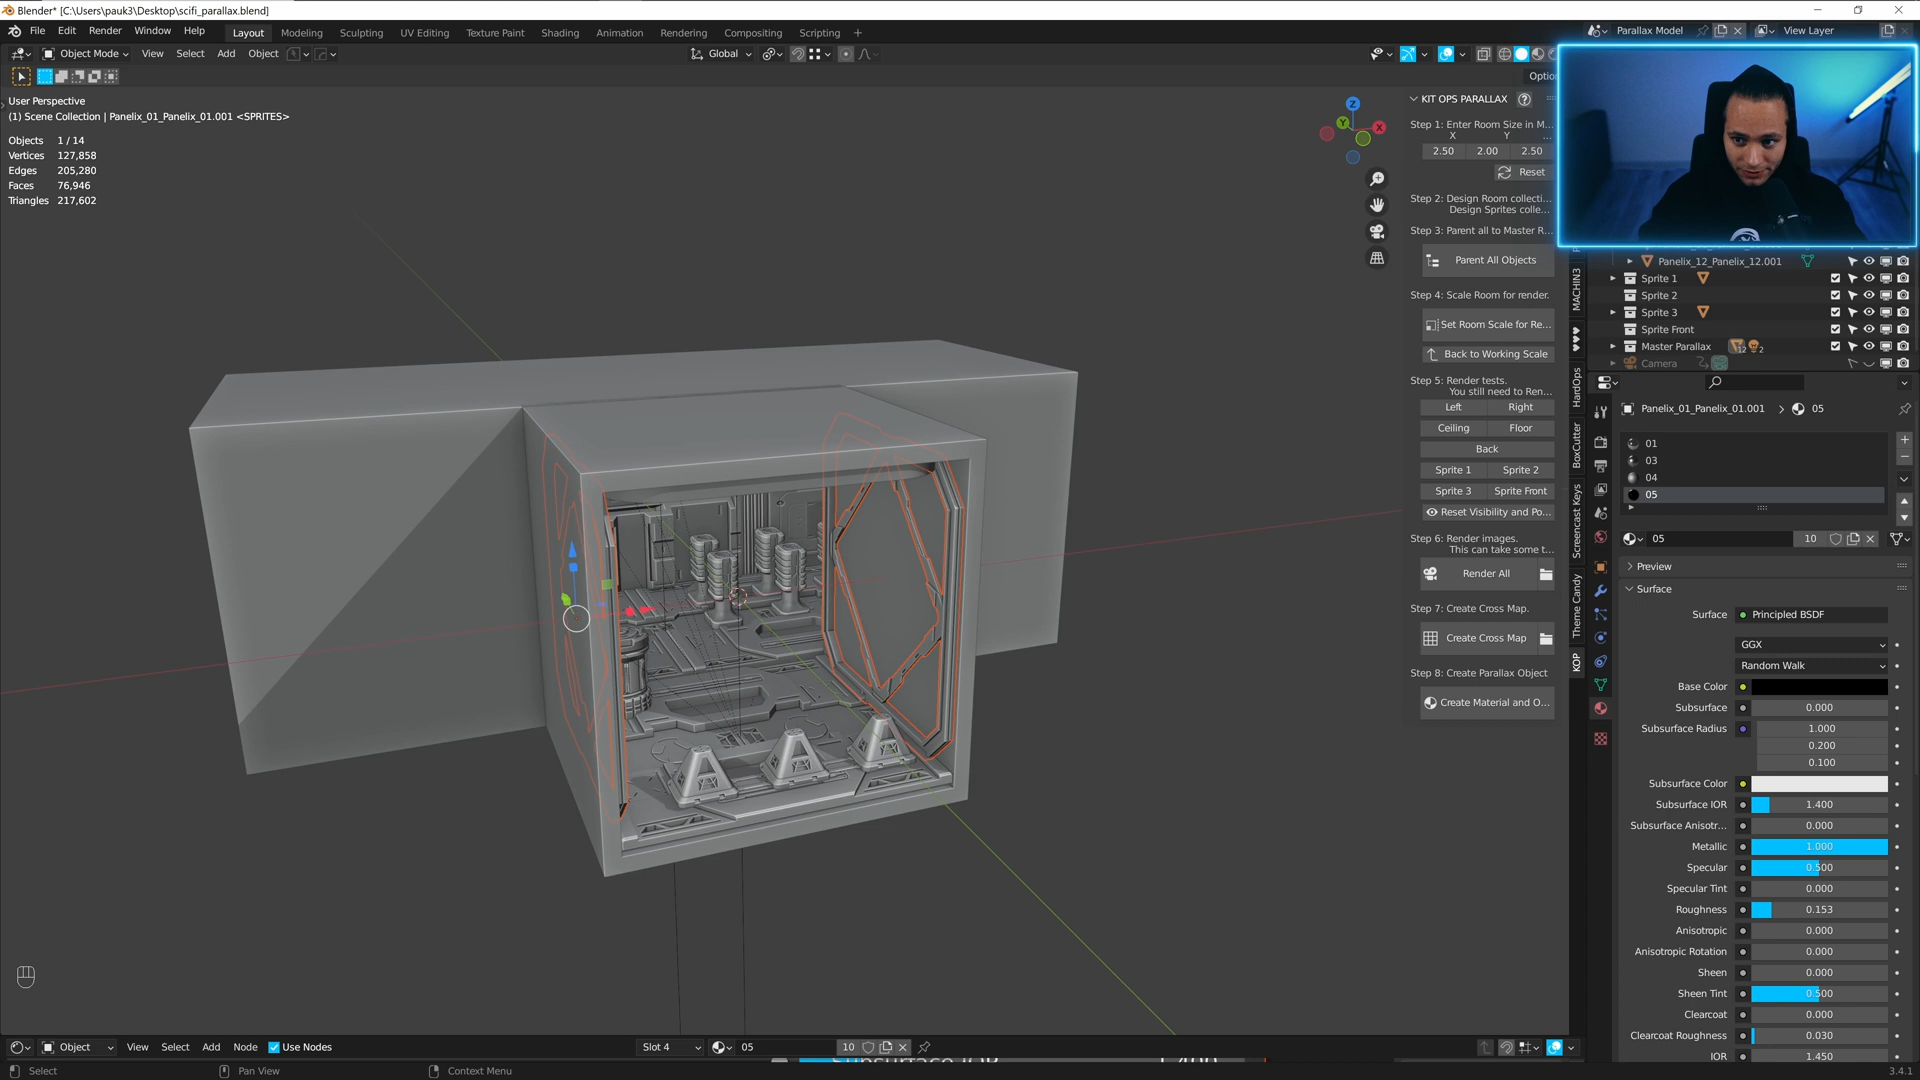 Blender* [C:\Users\pauk3\Desktop\scifi_parallax.blend]
File Edit Render Window Help Layout Modeling Sculpting UV Editing Texture Paint Shading Animation Rendering Compositing Scripting + Parallax Model View Layer
Object Mode View Select Add Object Global
Optio
User Perspective
(1) Scene Collection | Panelix_01_Panelix_01.001 <SPRITES>
Objects 1 / 14
Vertices 127,858
Edges 205,280
Faces 76,946
Triangles 217,602
Z
Y
X
KIT OPS PARALLAX
Step 1: Enter Room Size in M...
X Y ...
2.50 2.00 2.50
Reset
Step 2: Design Room collecti...
Design Sprites colle...
Step 3: Parent all to Master R...
Parent All Objects
Step 4: Scale Room for render.
Set Room Scale for Re...
Back to Working Scale
Step 5: Render tests.
You still need to Ren...
Left Right
Ceiling Floor
Back
Sprite 1 Sprite 2
Sprite 3 Sprite Front
Reset Visibility and Po...
Step 6: Render images.
This can take some t...
Render All
Step 7: Create Cross Map.
Create Cross Map
Step 8: Create Parallax Object
Create Material and O...
MACHIN3
♥♥♥
HardOps
BoxCutter
Screencast Keys
Theme Candy
KOP
Panelix_12_Panelix_12.001
Sprite 1
Sprite 2
Sprite 3
Sprite Front
Master Parallax 12 2
Camera
Panelix_01_Panelix_01.001 > 05
01
03
04
05
05 10
Preview
Surface
Surface Principled BSDF
GGX
Random Walk
Base Color
Subsurface 0.000
Subsurface Radius 1.000
0.200
0.100
Subsurface Color
Subsurface IOR 1.400
Subsurface Anisotr... 0.000
Metallic 1.000
Specular 0.500
Specular Tint 0.000
Roughness 0.153
Anisotropic 0.000
Anisotropic Rotation 0.000
Sheen 0.000
Sheen Tint 0.500
Clearcoat 0.000
Clearcoat Roughness 0.030
IOR 1.450
Object View Select Add Node Use Nodes Slot 4 05 10
Select Pan View Context Menu 3.4.1